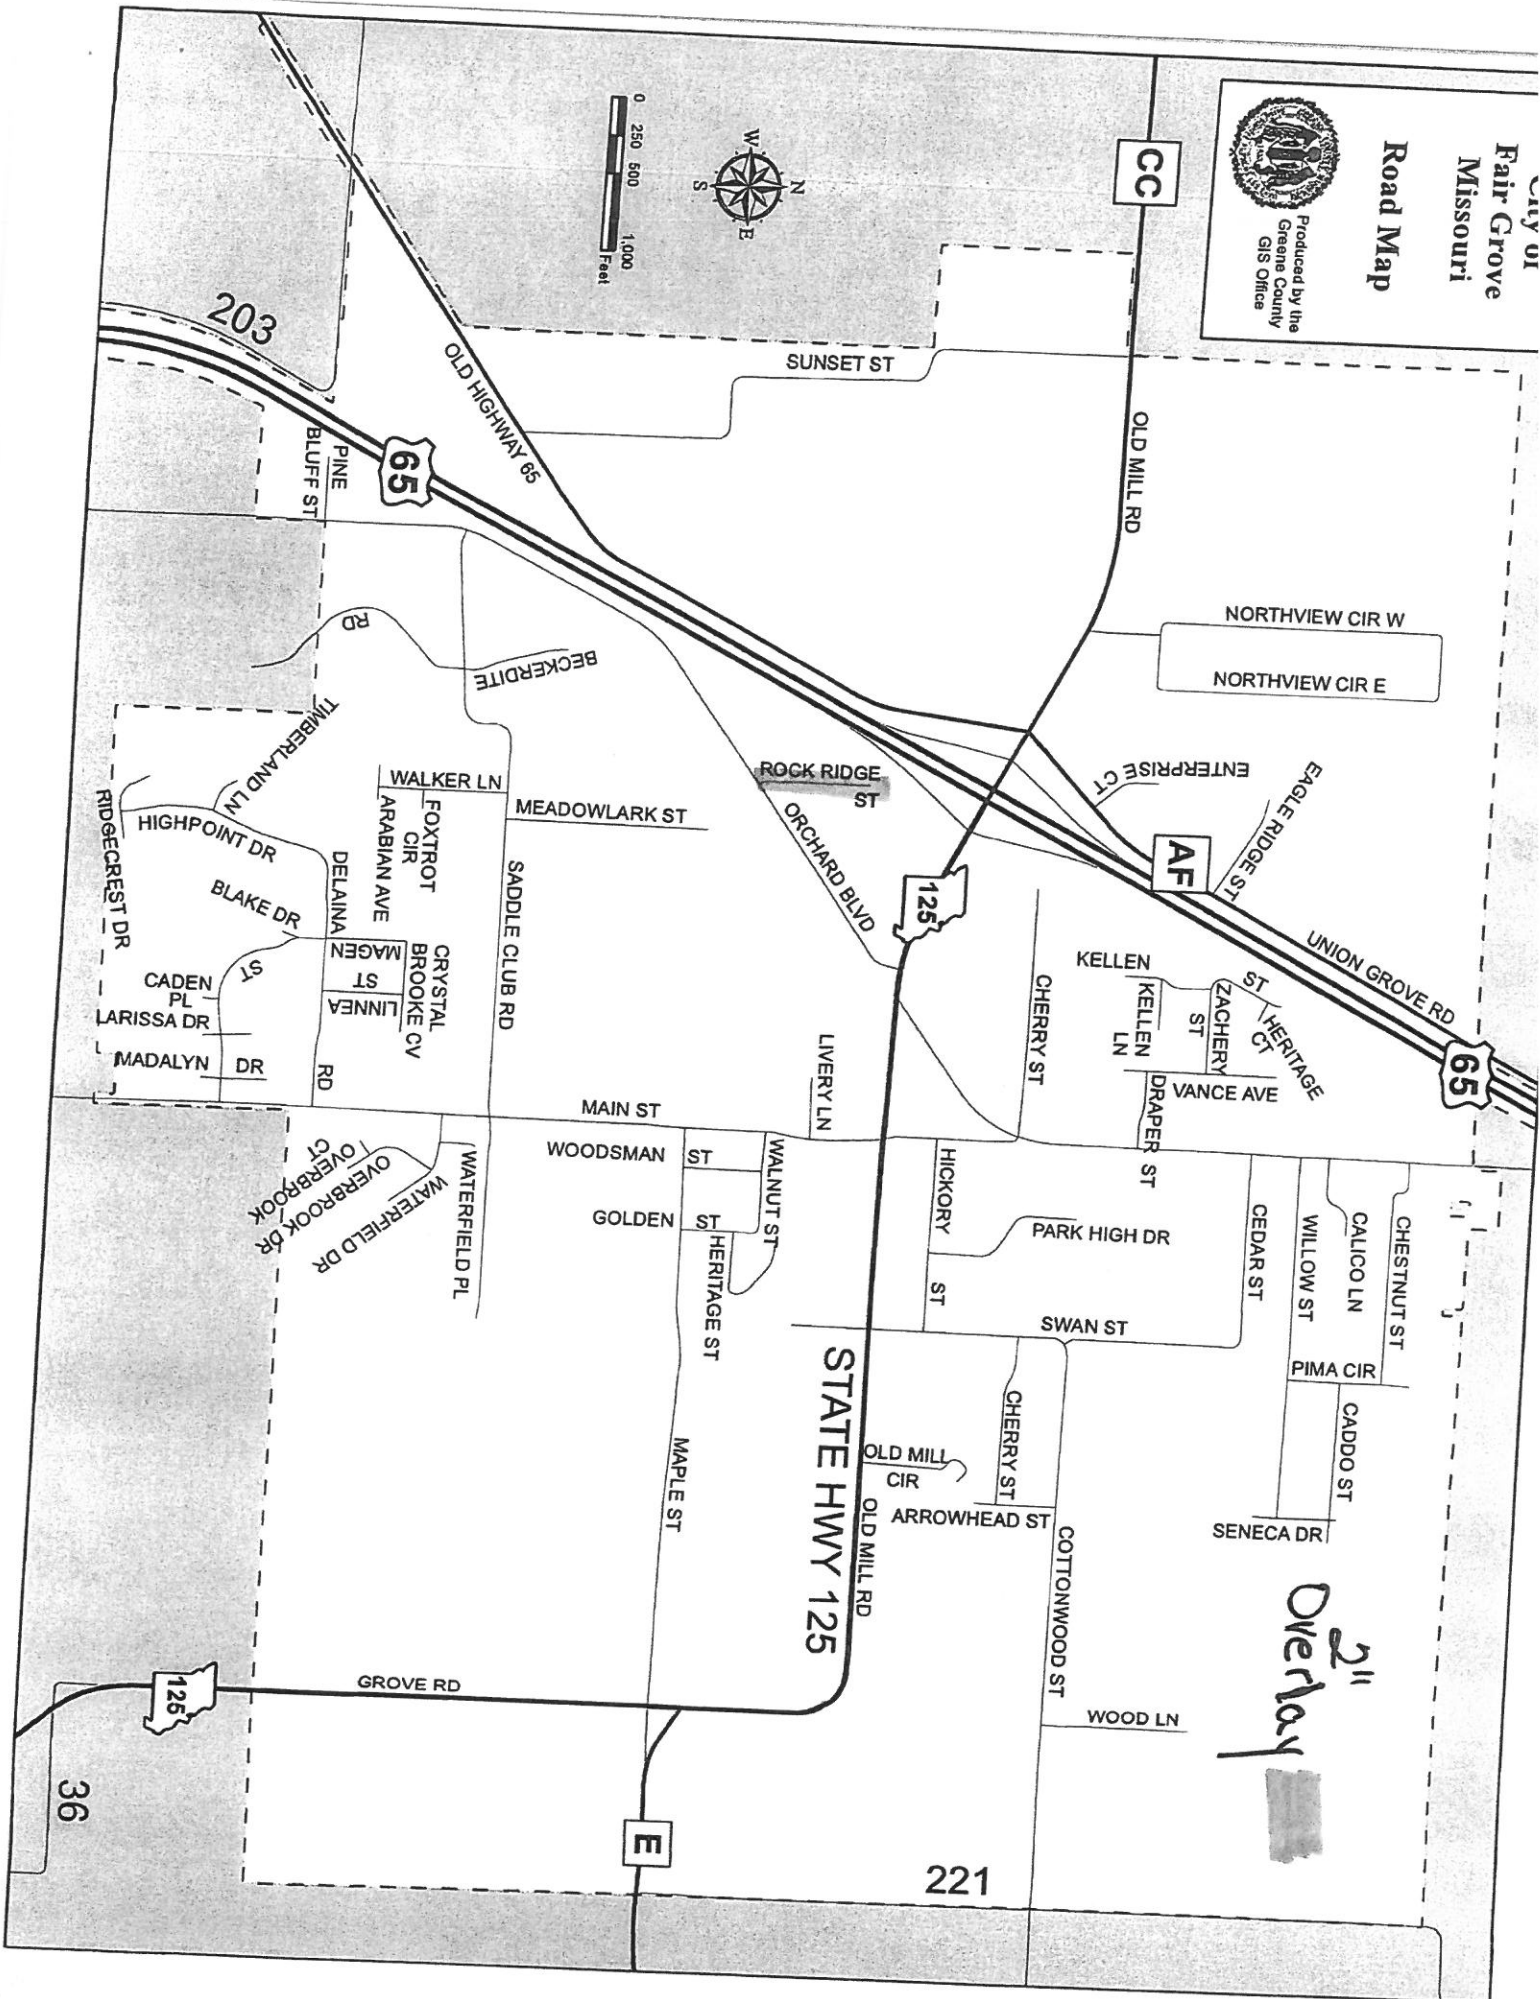 City of
Fair Grove
Missouri
Road Map
Produced by the
Greene County
GIS Office
CC
N
W
E
S
0 250 500 1,000
Feet
203
OLD HIGHWAY 65
SUNSET ST
OLD MILL RD
PINE
BLUFF ST
65
NORTHVIEW CIR W
NORTHVIEW CIR E
ENTERPRISE CT
EAGLE RIDGE ST
AF
UNION GROVE RD
65
BECKERDITE
RD
TIMBERLAND LN
RIDGECREST DR
HIGHPOINT DR
WALKER LN
FOXTROT
CIR
ARABIAN AVE
MEADOWLARK ST
ROCK RIDGE
ST
ORCHARD BLVD
125
SADDLE CLUB RD
DELAINA
RD
BLAKE DR
MAGEN
ST
LINNEA
CRYSTAL
BROOKE CV
ST
CADEN
PL
LARISSA DR
MADALYN DR
KELLEN
ST
KELLEN
LN
ZACHERY
ST
HERITAGE
CT
VANCE AVE
DRAPER ST
CHERRY ST
LIVERY LN
MAIN ST
WOODSMAN ST
WALNUT ST
GOLDEN ST
HERITAGE ST
OVERBROOK
CT
OVERBROOK DR
WATERFIELD DR
WATERFIELD PL
HICKORY
ST
PARK HIGH DR
CEDAR ST
WILLOW ST
CALICO LN
CHESTNUT ST
SWAN ST
PIMA CIR
CADDO ST
SENECA DR
STATE HWY 125
OLD MILL
CIR
CHERRY ST
ARROWHEAD ST
OLD MILL RD
COTTONWOOD ST
MAPLE ST
WOOD LN
GROVE RD
125
36
E
221
2"
Overlay